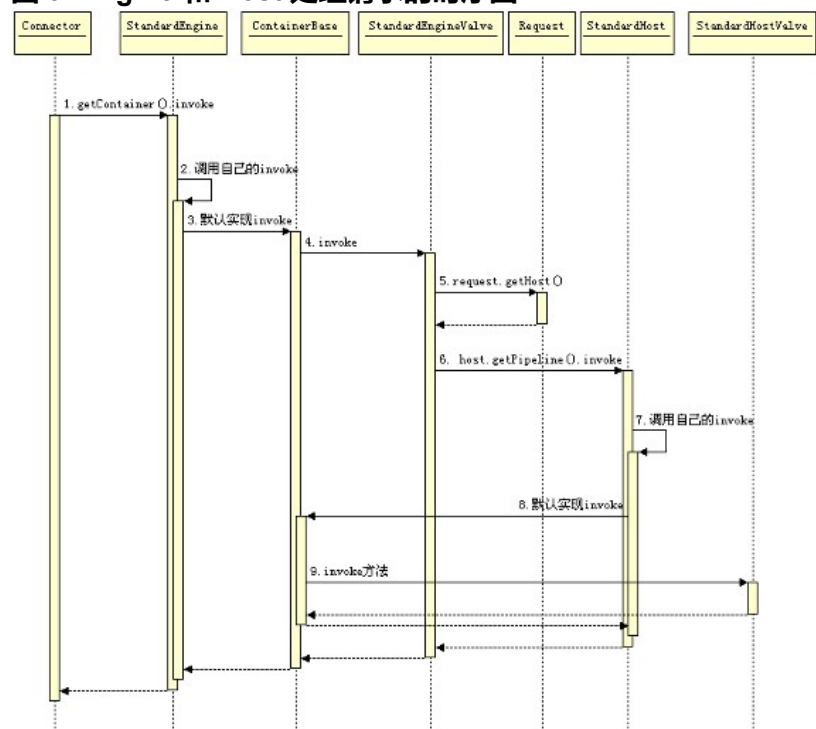 Connector
StandardEngine
ContainerBase
StandardEngineValve
Request
StandardHost
StandardHostValve
1.getContainer().invoke
2.调用自己的invoke
3.默认实现invoke
4.invoke
5.request.getHost()
6. host.getPipeline().invoke
7.调用自己的invoke
8.默认实现invoke
9.invoke方法